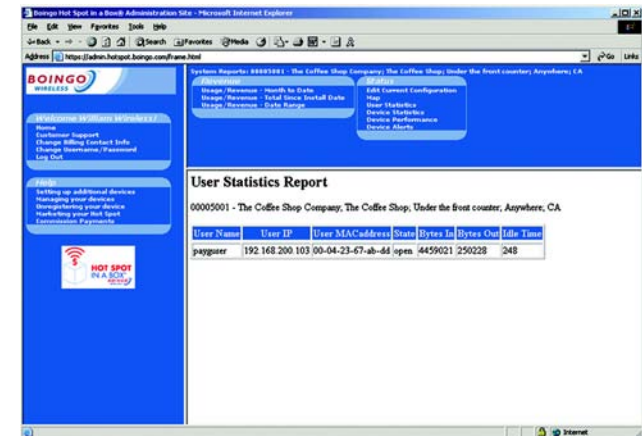 Boingo Hot Spot in a Box® Administration Site - Microsoft Internet Explorer
File Edit View Favorites Tools Help
Back Search Favorites Media
Address https://admin.hotspot.boingo.com/frame.html Go Links
BOINGO
WIRELESS
Welcome William Wireless!
Home
Customer Support
Change Billing Contact Info
Change Username/Password
Log Out
Help
Setting up additional devices
Managing your devices
Unregistering your device
Marketing your Hot Spot
Commission Payments
HOT SPOT
IN A BOX
BOINGO
System Reports: 00005001 - The Coffee Shop Company; The Coffee Shop; Under the front counter; Anywhere; CA
Revenue
Usage/Revenue - Month to Date
Usage/Revenue - Total Since Install Date
Usage/Revenue - Date Range
Status
Edit Current Configuration
Map
User Statistics
Device Statistics
Device Performance
Device Alerts
User Statistics Report
00005001 - The Coffee Shop Company; The Coffee Shop; Under the front counter; Anywhere; CA
User Name User IP User MACaddress State Bytes In Bytes Out Idle Time
payguser 192.168.200.103 00-04-23-67-ab-dd open 4459021 250228 248
Internet